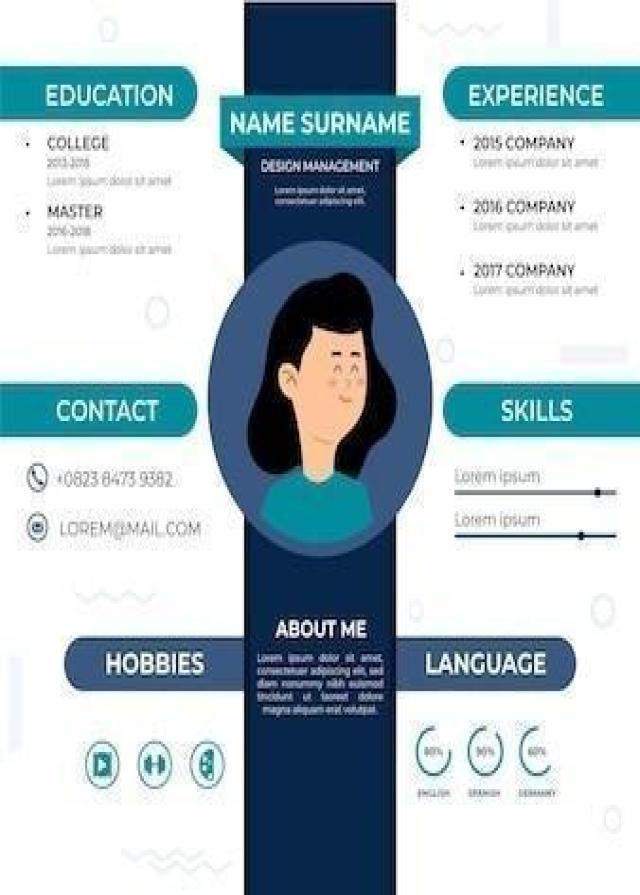 EDUCATION
• COLLEGE
2013-2015
Lorem ipsum dolor sit amet
• MASTER
2016-2018
Lorem ipsum dolor sit amet
NAME SURNAME
DESIGN MANAGEMENT
Lorem ipsum dolor sit amet,
consectetuer adipiscing elit.
EXPERIENCE
• 2015 COMPANY
Lorem ipsum dolor sit amet
• 2016 COMPANY
Lorem ipsum dolor sit amet
• 2017 COMPANY
Lorem ipsum dolor sit amet
CONTACT
+0823 8473 9382
LOREM@MAIL.COM
SKILLS
Lorem ipsum
Lorem ipsum
HOBBIES
ABOUT ME
Lorem ipsum dolor sit amet,
consectetuer adipiscing elit, sed
diam nonummy nibh euismod
tincidunt ut laoreet dolore
magna aliquam erat volutpat.
LANGUAGE
90%
60%
ENGLISH
SPANISH
GERMANY